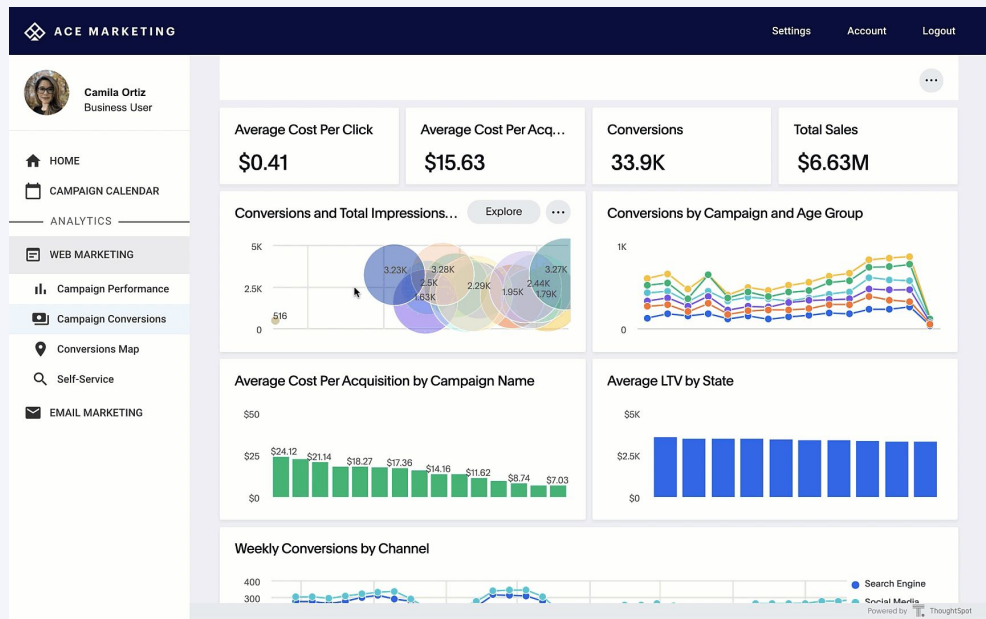 ACE MARKETING
Settings Account Logout
Camila Ortiz
Business User
HOME
CAMPAIGN CALENDAR
ANALYTICS
WEB MARKETING
Campaign Performance
Campaign Conversions
Conversions Map
Self-Service
EMAIL MARKETING
Average Cost Per Click
$0.41
Average Cost Per Acq...
$15.63
Conversions
33.9K
Total Sales
$6.63M
Conversions and Total Impressions...
Explore
5K
2.5K
0
516
3.23K
3.28K
2.5K
1.63K
2.29K
1.95K
2.44K
1.79K
3.27K
Conversions by Campaign and Age Group
1K
0
Average Cost Per Acquisition by Campaign Name
$50
$25
$0
$24.12
$21.14
$18.27
$17.36
$14.16
$11.62
$8.74
$7.03
Average LTV by State
$5K
$2.5K
$0
Weekly Conversions by Channel
400
300
Search Engine
Social Media
Powered by ThoughtSpot